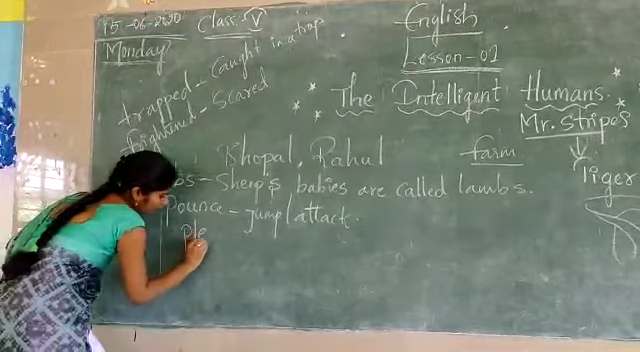 15-06-2020
Class: V
English
Monday
Lesson-01
trapped - Caught in a trap.
frightened - Scared
The Intelligent Humans.
Mr. Stripes
Tiger
Bhopal, Rahul
farm
- Sheep's babies are called lambs.
Pounce - jump/attack.
Ple